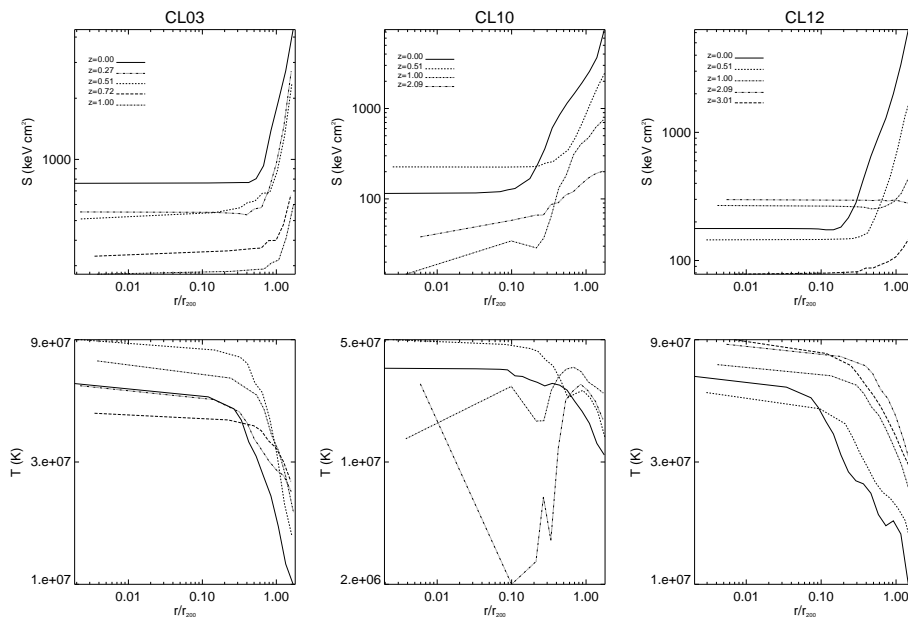 CL03
CL10
CL12
z=0.00
z=0.27
z=0.51
z=0.72
z=1.00
z=0.00
z=0.51
z=1.00
z=2.09
z=0.00
z=0.51
z=1.00
z=2.09
z=3.01
S (keV cm²)
1000
S (keV cm²)
1000
100
S (keV cm²)
1000
100
0.01 0.10 1.00
r/r₂₀₀
0.01 0.10 1.00
r/r₂₀₀
0.01 0.10 1.00
r/r₂₀₀
T (K)
9.e+07
3.e+07
1.e+07
T (K)
5.e+07
1.e+07
2.e+06
T (K)
9.e+07
3.e+07
1.e+07
0.01 0.10 1.00
r/r₂₀₀
0.01 0.10 1.00
r/r₂₀₀
0.01 0.10 1.00
r/r₂₀₀